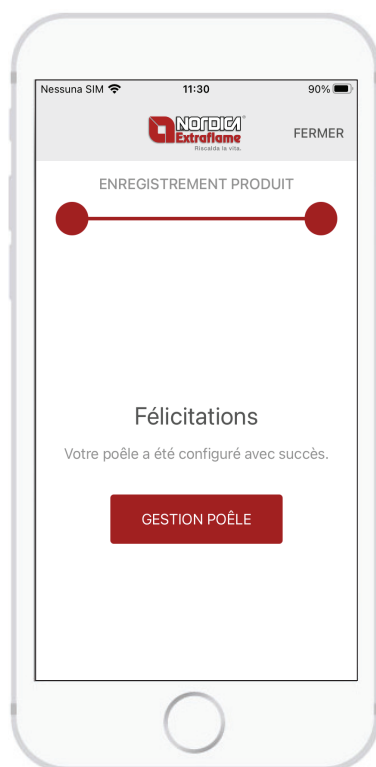 Nessuna SIM 11:30 90%
NORDICA
Extraflame
Riscalda la vita.
FERMER
ENREGISTREMENT PRODUIT
Félicitations
Votre poêle a été configuré avec succès.
GESTION POÊLE